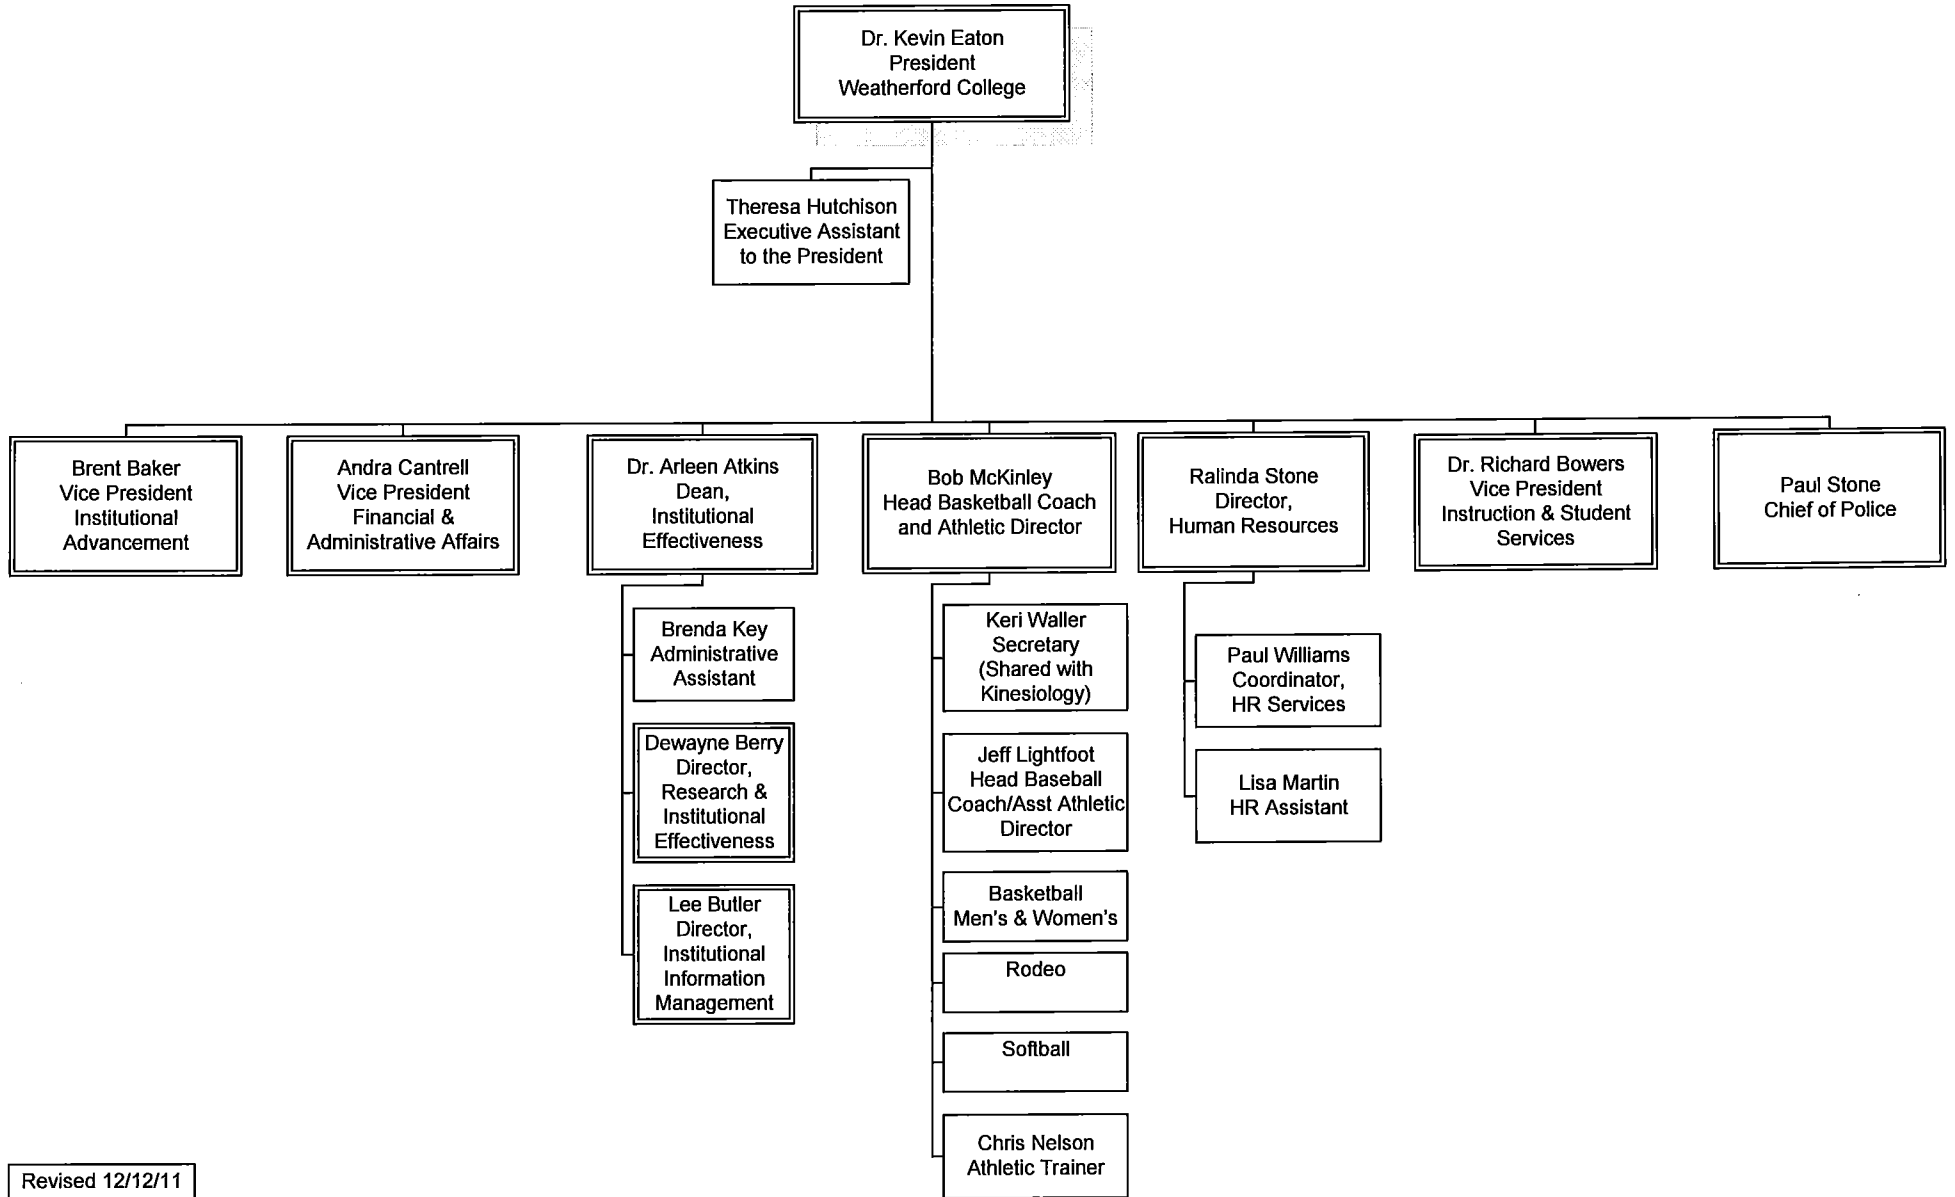 Dr. Kevin Eaton
President
Weatherford College
Theresa Hutchison
Executive Assistant
to the President
Brent Baker
Vice President
Institutional
Advancement
Andra Cantrell
Vice President
Financial &
Administrative Affairs
Dr. Arleen Atkins
Dean,
Institutional
Effectiveness
Bob McKinley
Head Basketball Coach
and Athletic Director
Ralinda Stone
Director,
Human Resources
Dr. Richard Bowers
Vice President
Instruction & Student
Services
Paul Stone
Chief of Police
Brenda Key
Administrative
Assistant
Dewayne Berry
Director,
Research &
Institutional
Effectiveness
Lee Butler
Director,
Institutional
Information
Management
Keri Waller
Secretary
(Shared with
Kinesiology)
Jeff Lightfoot
Head Baseball
Coach/Asst Athletic
Director
Basketball
Men's & Women's
Rodeo
Softball
Chris Nelson
Athletic Trainer
Paul Williams
Coordinator,
HR Services
Lisa Martin
HR Assistant
Revised 12/12/11